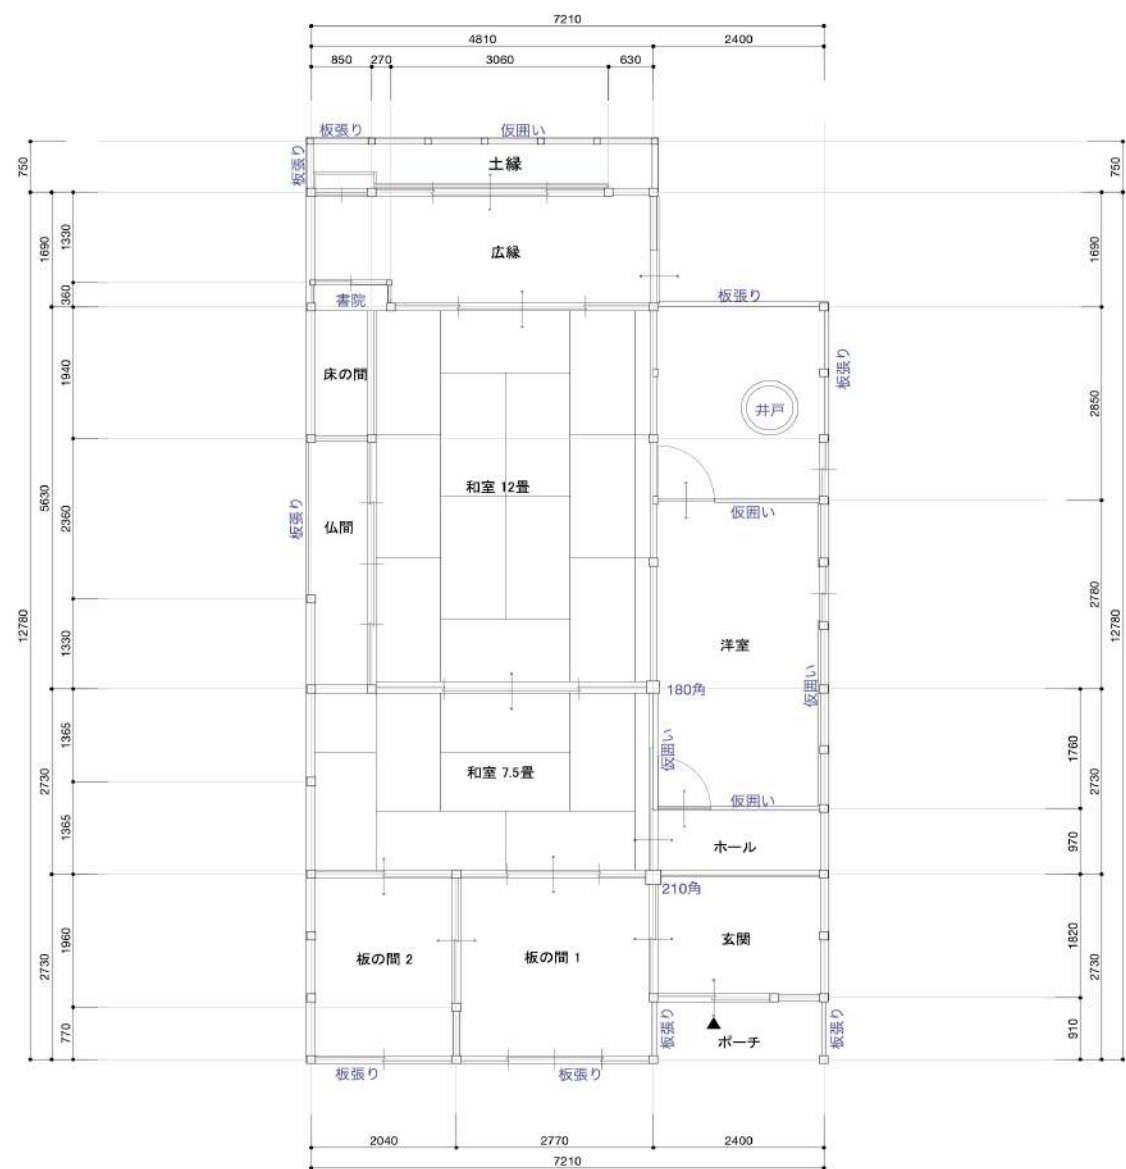 7210
4810 2400
850 270 3060 630
板張り 仮囲い
750 板張り 土縁 750
1690 1330 広縁 1690
360 書院 板張り
1940 床の間 井戸 板張り 2850
5630 和室 12畳
2360 板張り 仏間 仮囲い
12780 1330 洋室 2780 12780
180角 仮囲い
1365 仮囲い 1760
2730 和室 7.5畳 仮囲い 2730
1365 ホール 970
210角
1960 板の間 2 板の間 1 玄関 1820
2730 2730
770 板張り ポーチ 板張り 910
板張り 板張り
2040 2770 2400
7210